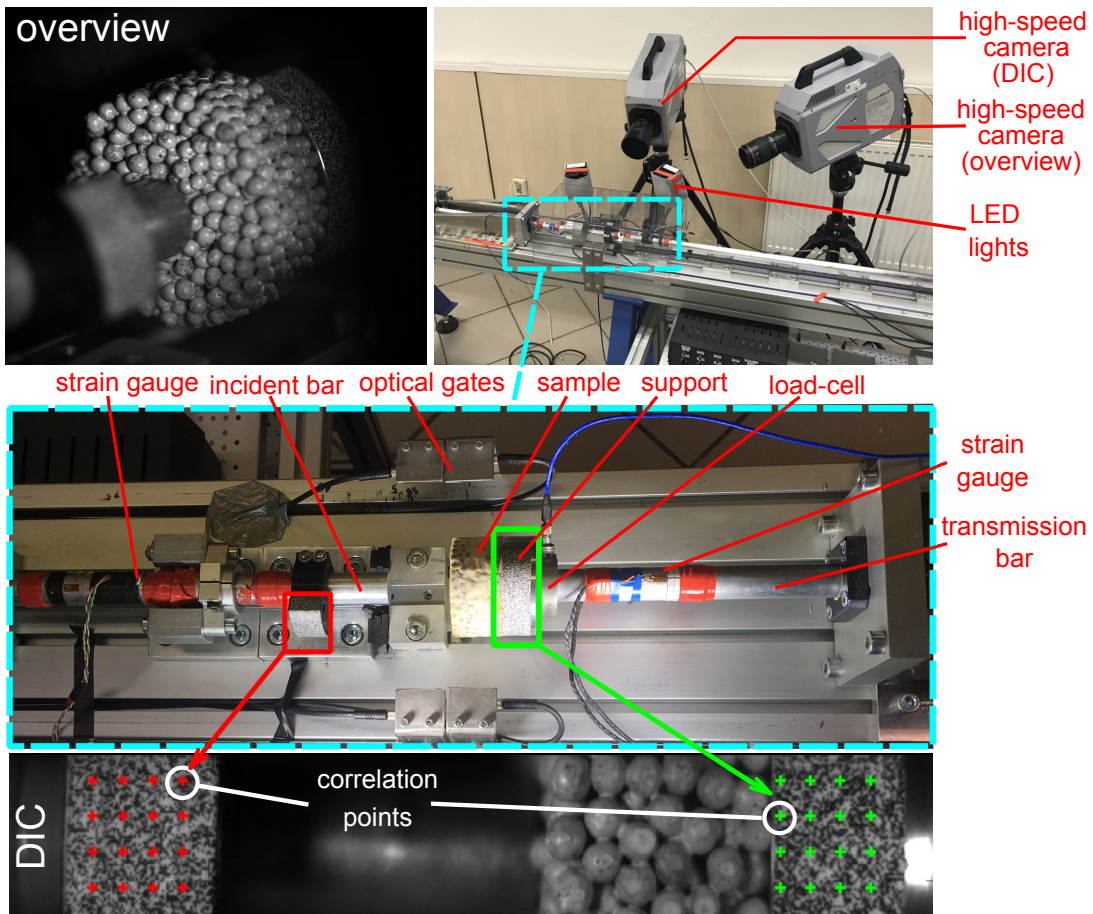 overview
high-speed
camera
(DIC)
high-speed
camera
(overview)
LED
lights
strain gauge
incident bar
optical gates
sample
support
load-cell
strain
gauge
transmission
bar
correlation
points
DIC